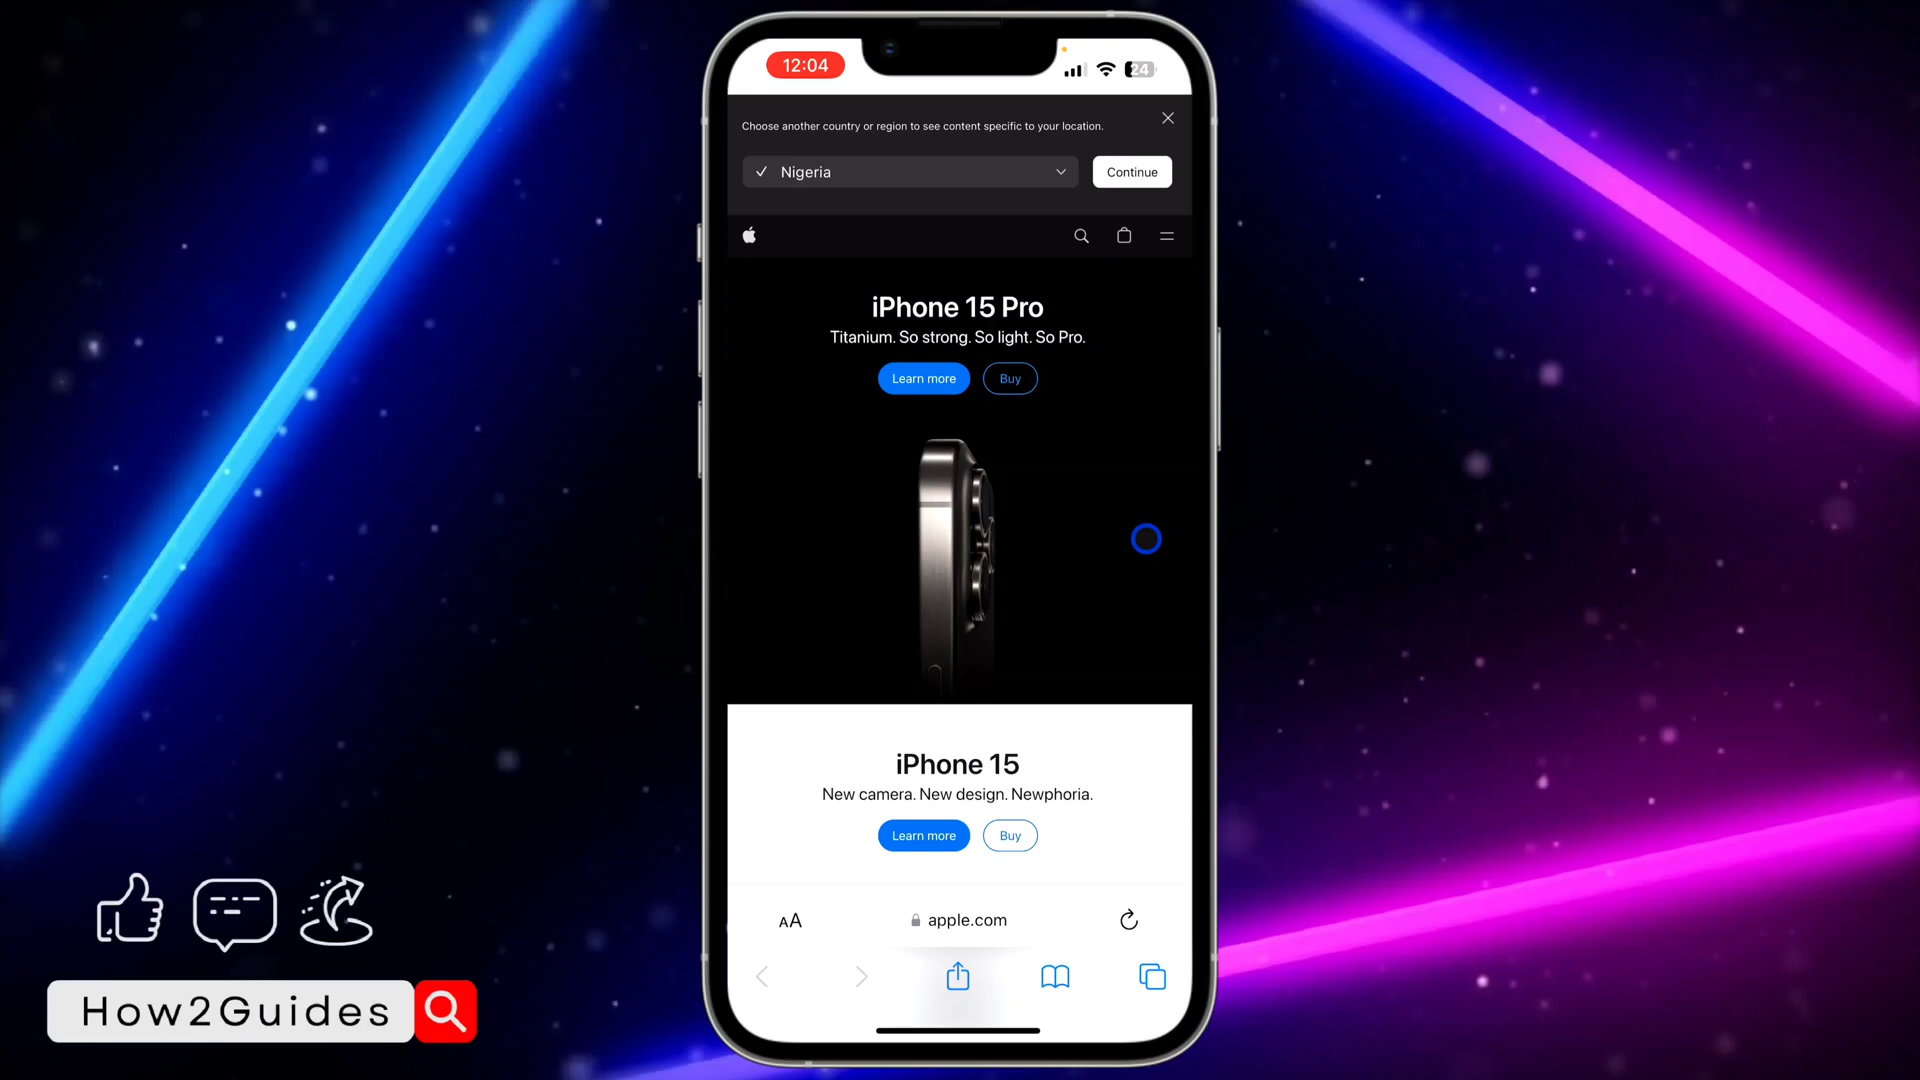 12:04
24
Choose another country or region to see content specific to your location.
Nigeria
Continue
iPhone 15 Pro
Titanium. So strong. So light. So Pro.
Learn more
Buy
iPhone 15
New camera. New design. Newphoria.
Learn more
Buy
AA
apple.com
How2Guides